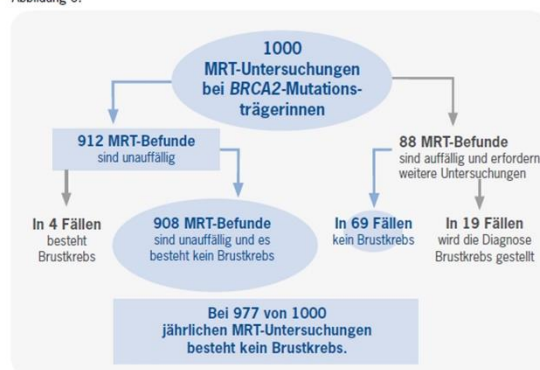 1000
MRT-Untersuchungen
bei BRCA2-Mutations-
trägerinnen
912 MRT-Befunde
sind unauffällig
88 MRT-Befunde
sind auffällig und erfordern
weitere Untersuchungen
In 4 Fällen
besteht
Brustkrebs
908 MRT-Befunde
sind unauffällig und es
besteht kein Brustkrebs
In 69 Fällen
kein Brustkrebs
In 19 Fällen
wird die Diagnose
Brustkrebs gestellt
Bei 977 von 1000
jährlichen MRT-Untersuchungen
besteht kein Brustkrebs.